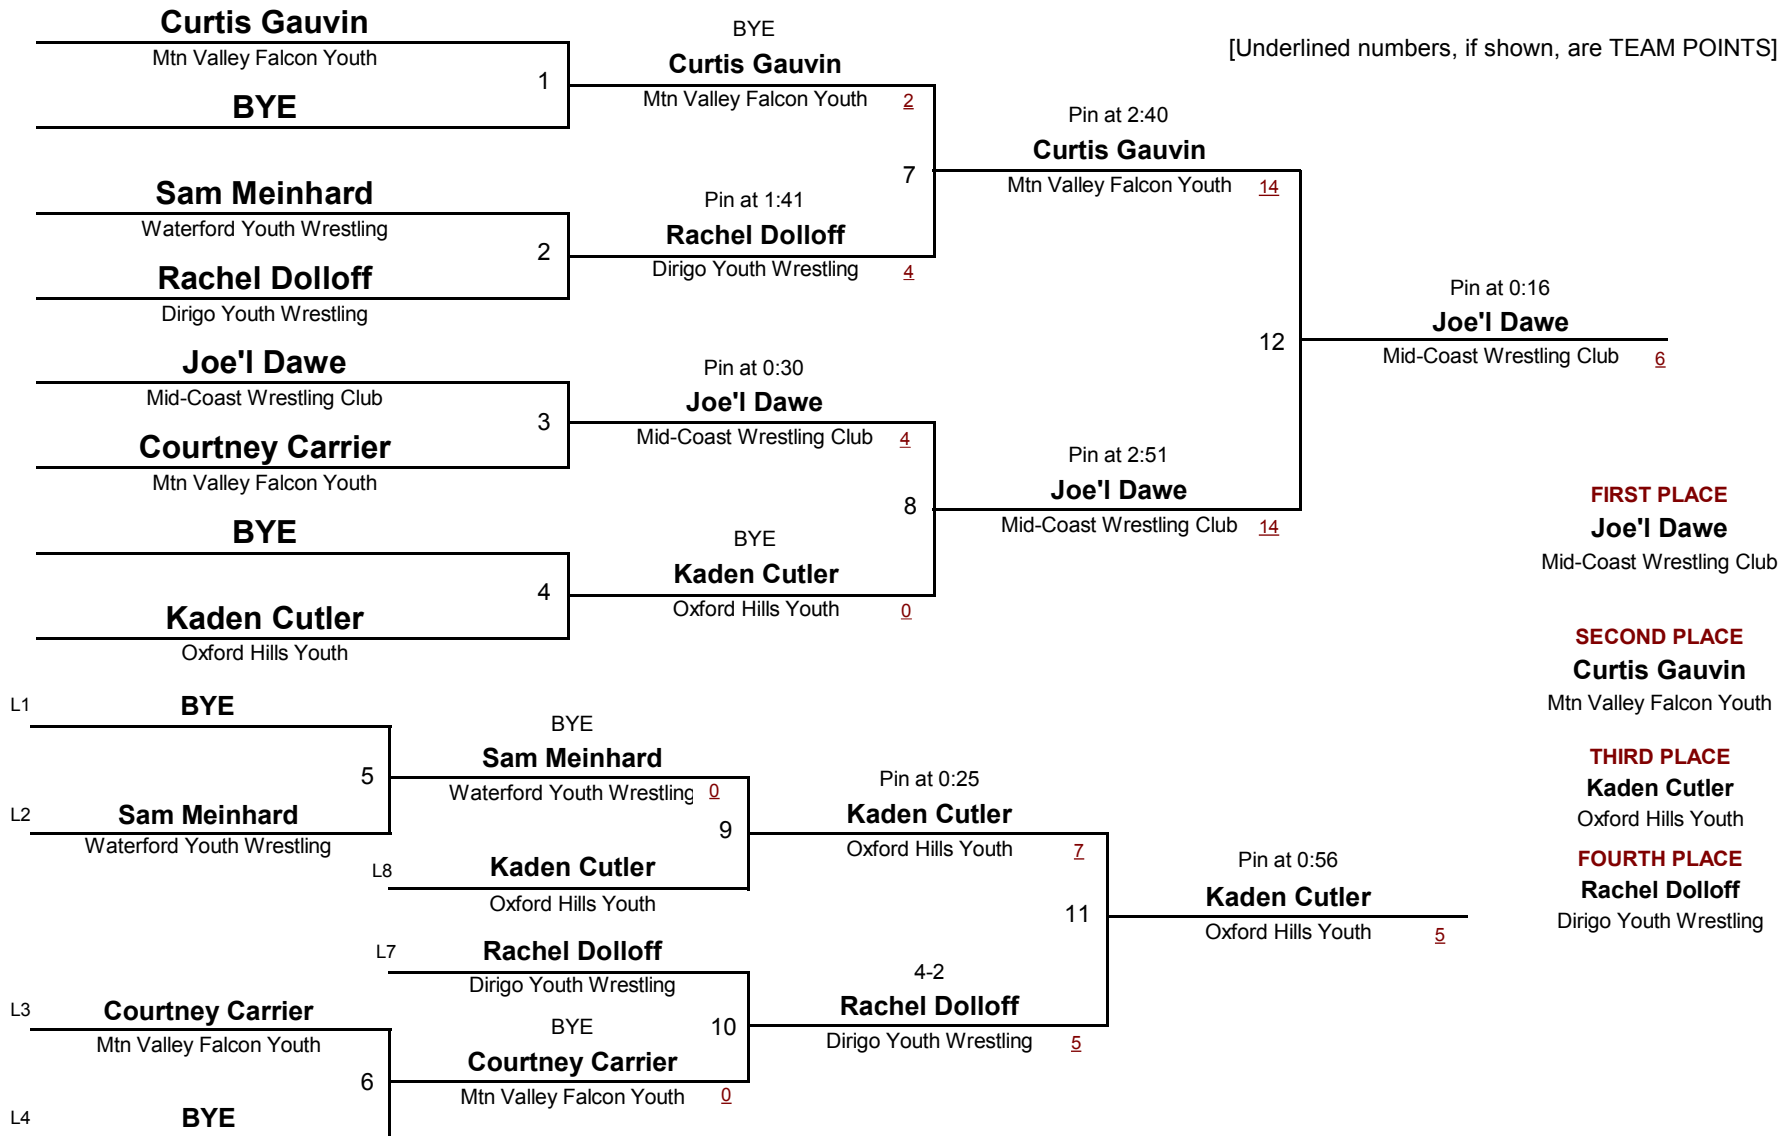 Curtis Gauvin
Mtn Valley Falcon Youth
1
BYE
BYE
Curtis Gauvin
Mtn Valley Falcon Youth 2
[Underlined numbers, if shown, are TEAM POINTS]
Sam Meinhard
Waterford Youth Wrestling
2
Rachel Dolloff
Dirigo Youth Wrestling
7
Pin at 1:41
Rachel Dolloff
Dirigo Youth Wrestling 4
Pin at 2:40
Curtis Gauvin
Mtn Valley Falcon Youth 14
Joe'l Dawe
Mid-Coast Wrestling Club
3
Courtney Carrier
Mtn Valley Falcon Youth
Pin at 0:30
Joe'l Dawe
Mid-Coast Wrestling Club 4
8
BYE
4
Kaden Cutler
Oxford Hills Youth
BYE
Kaden Cutler
Oxford Hills Youth 0
Pin at 2:51
Joe'l Dawe
Mid-Coast Wrestling Club 14
12
Pin at 0:16
Joe'l Dawe
Mid-Coast Wrestling Club 6
FIRST PLACE
Joe'l Dawe
Mid-Coast Wrestling Club
SECOND PLACE
Curtis Gauvin
Mtn Valley Falcon Youth
THIRD PLACE
Kaden Cutler
Oxford Hills Youth
FOURTH PLACE
Rachel Dolloff
Dirigo Youth Wrestling
L1 BYE
5
L2 Sam Meinhard
Waterford Youth Wrestling
BYE
Sam Meinhard
Waterford Youth Wrestling 0
9
L8 Kaden Cutler
Oxford Hills Youth
Pin at 0:25
Kaden Cutler
Oxford Hills Youth 7
11
L7 Rachel Dolloff
Dirigo Youth Wrestling
10
L3 Courtney Carrier
Mtn Valley Falcon Youth
6
L4 BYE
BYE
Courtney Carrier
Mtn Valley Falcon Youth 0
4-2
Rachel Dolloff
Dirigo Youth Wrestling 5
Pin at 0:56
Kaden Cutler
Oxford Hills Youth 5